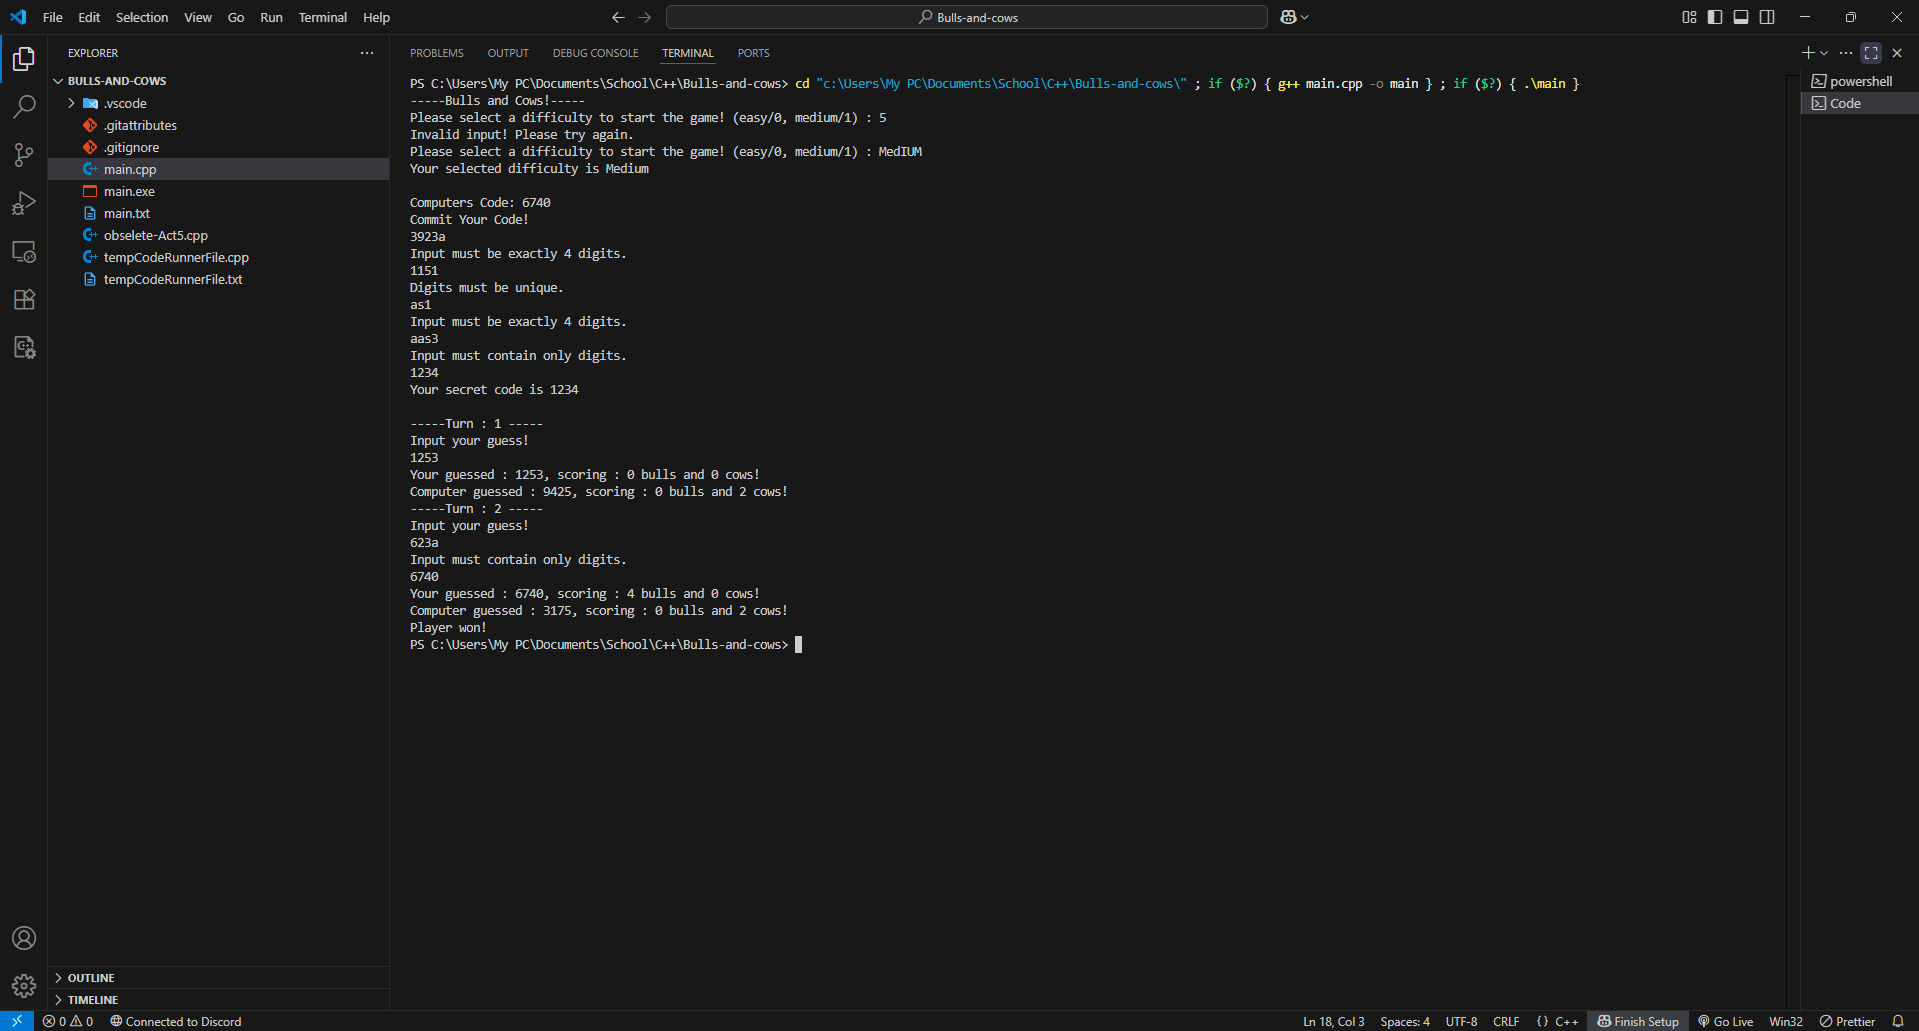 File Edit Selection View Go Run Terminal Help
Bulls-and-cows
EXPLORER
BULLS-AND-COWS
.vscode
.gitattributes
.gitignore
main.cpp
main.exe
main.txt
obselete-Act5.cpp
tempCodeRunnerFile.cpp
tempCodeRunnerFile.txt
OUTLINE
TIMELINE
PROBLEMS OUTPUT DEBUG CONSOLE TERMINAL PORTS
PS C:\Users\My PC\Documents\School\C++\Bulls-and-cows> cd "c:\Users\My PC\Documents\School\C++\Bulls-and-cows\" ; if ($?) { g++ main.cpp -o main } ; if ($?) { .\main }
-----Bulls and Cows!-----
Please select a difficulty to start the game! (easy/0, medium/1) : 5
Invalid input! Please try again.
Please select a difficulty to start the game! (easy/0, medium/1) : MedIUM
Your selected difficulty is Medium
Computers Code: 6740
Commit Your Code!
3923a
Input must be exactly 4 digits.
1151
Digits must be unique.
as1
Input must be exactly 4 digits.
aas3
Input must contain only digits.
1234
Your secret code is 1234
-----Turn : 1 -----
Input your guess!
1253
Your guessed : 1253, scoring : 0 bulls and 0 cows!
Computer guessed : 9425, scoring : 0 bulls and 2 cows!
-----Turn : 2 -----
Input your guess!
623a
Input must contain only digits.
6740
Your guessed : 6740, scoring : 4 bulls and 0 cows!
Computer guessed : 3175, scoring : 0 bulls and 2 cows!
Player won!
PS C:\Users\My PC\Documents\School\C++\Bulls-and-cows>
powershell
Code
0 0 Connected to Discord Ln 18, Col 3 Spaces: 4 UTF-8 CRLF {} C++ Finish Setup Go Live Win32 Prettier